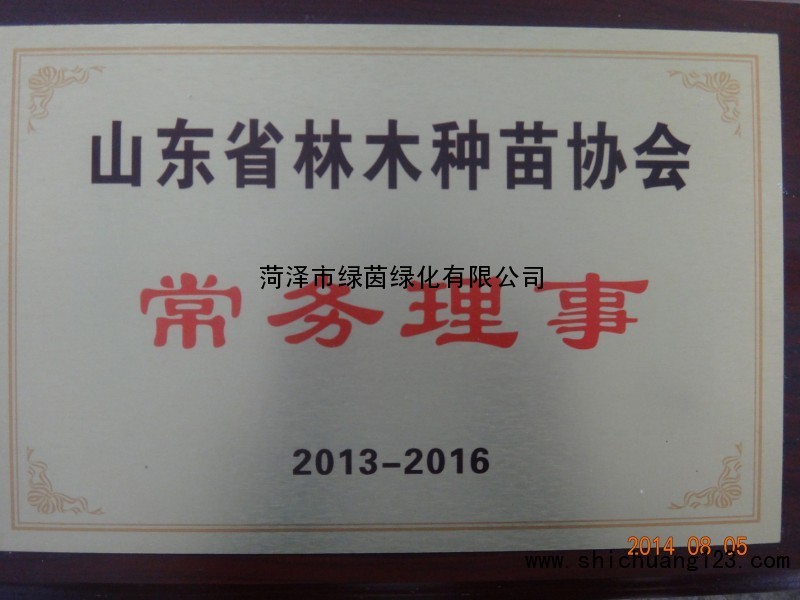 山东省林木种苗协会
菏泽市绿茵绿化有限公司
常务理事
2013-2016
2014 08 05
www.shichuang123.com